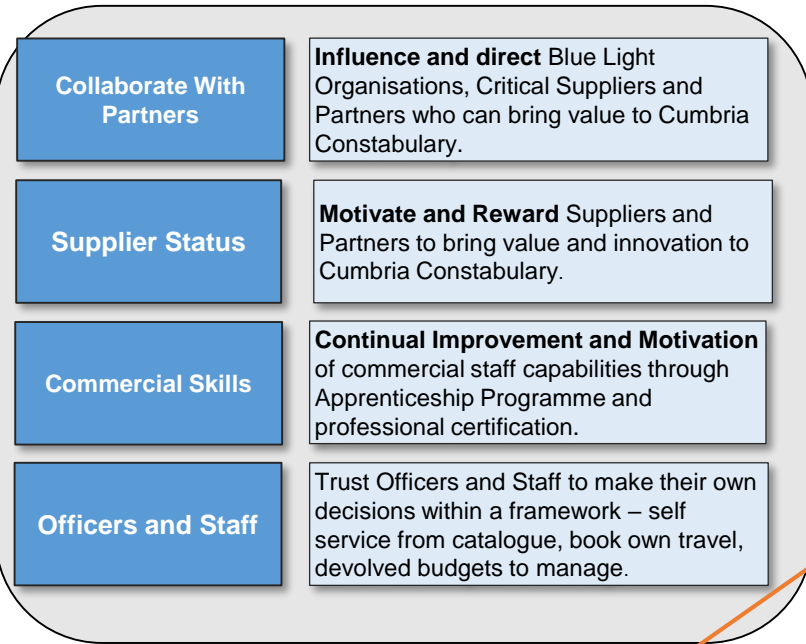 Collaborate With
Partners
Influence and direct Blue Light
Organisations, Critical Suppliers and
Partners who can bring value to Cumbria
Constabulary.
Supplier Status
Motivate and Reward Suppliers and
Partners to bring value and innovation to
Cumbria Constabulary.
Commercial Skills
Continual Improvement and Motivation
of commercial staff capabilities through
Apprenticeship Programme and
professional certification.
Officers and Staff
Trust Officers and Staff to make their own
decisions within a framework – self
service from catalogue, book own travel,
devolved budgets to manage.